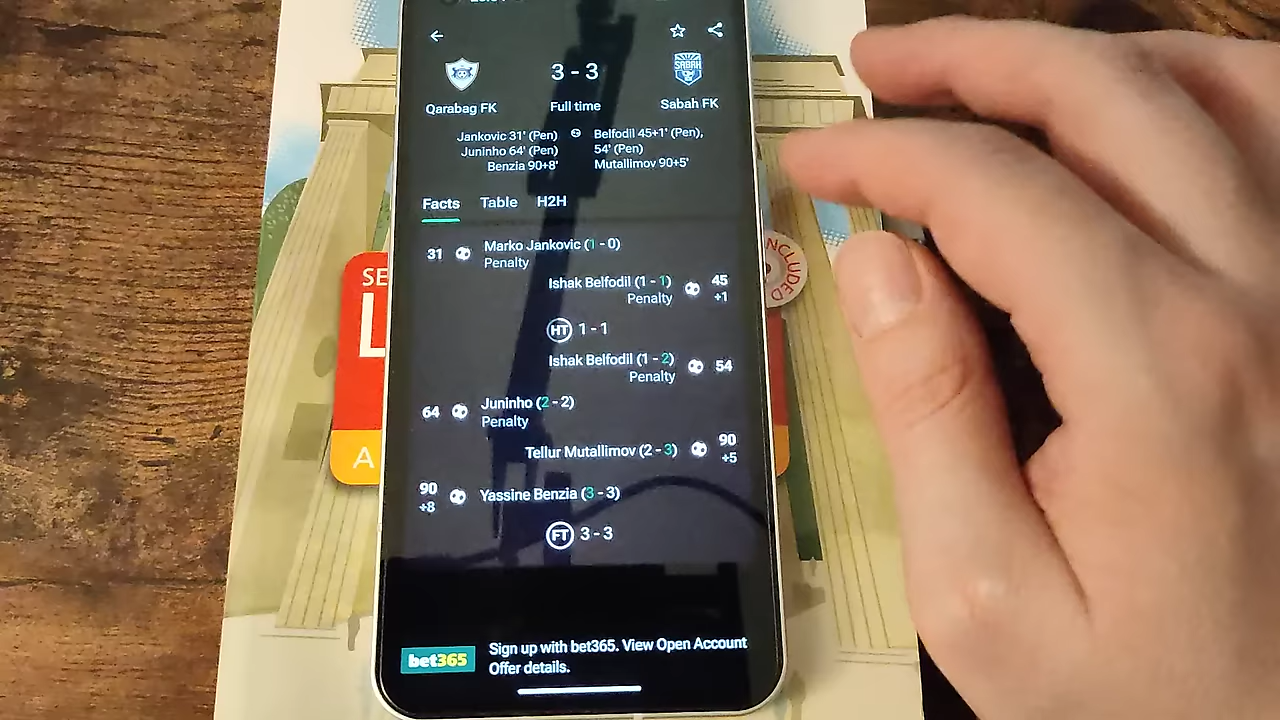 3 - 3
SABAH
Qarabag FK
Full time
Sabah FK
Jankovic 31' (Pen)
Juninho 64' (Pen)
Benzia 90+8'
Belfodil 45+1' (Pen),
54' (Pen)
Mutallimov 90+5'
Facts Table H2H
31 Marko Jankovic (1 - 0)
Penalty
Ishak Belfodil (1 - 1) 45
Penalty +1
HT 1 - 1
Ishak Belfodil (1 - 2) 54
Penalty
64 Juninho (2 - 2)
Penalty
Tellur Mutallimov (2 - 3) 90
+5
90 Yassine Benzia (3 - 3)
+8
FT 3 - 3
bet365 Sign up with bet365. View Open Account
Offer details.
SE
L
A
INCLUDED